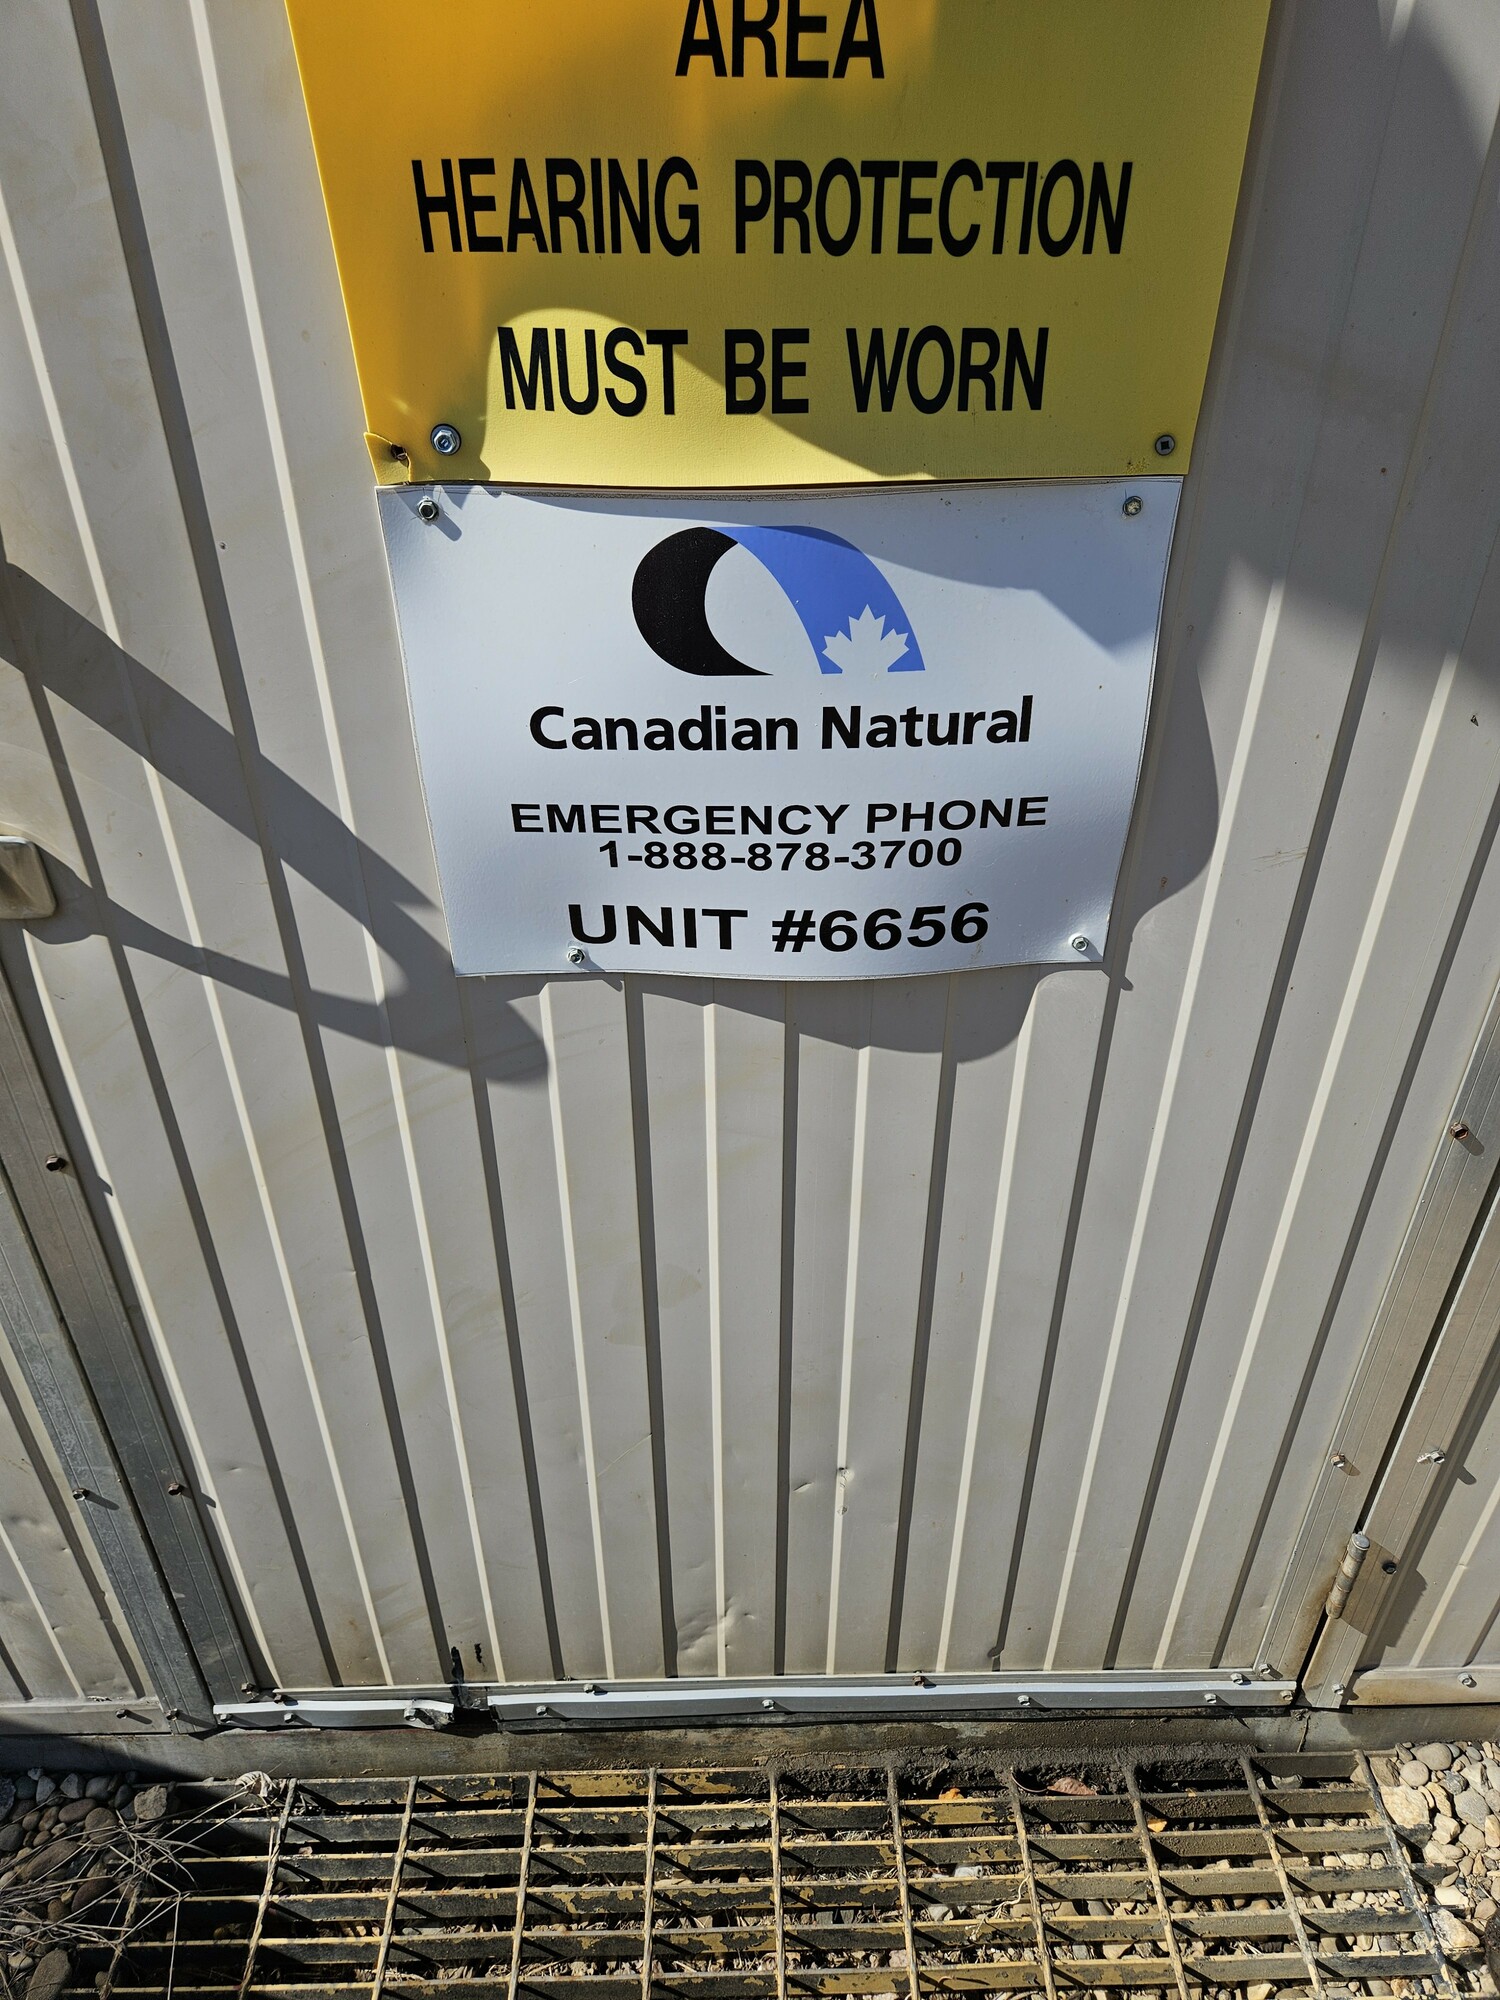 AREA
HEARING PROTECTION
MUST BE WORN
Canadian Natural
EMERGENCY PHONE
1-888-878-3700
UNIT #6656